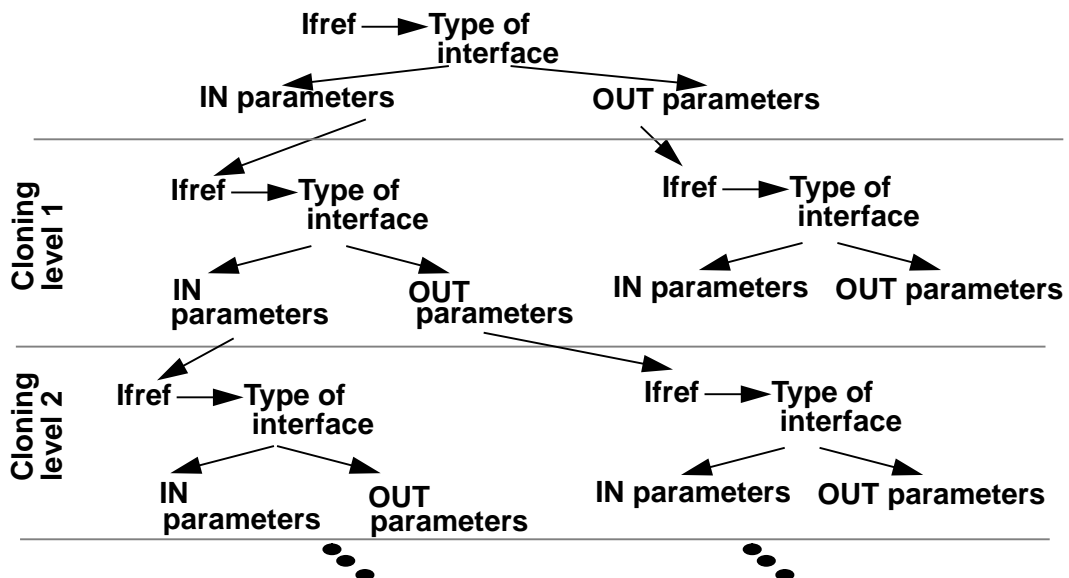 Ifref Type of
interface
IN parameters OUT parameters
Cloning
level 1
Ifref Type of
interface
Ifref Type of
interface
IN
parameters
OUT
parameters
IN parameters OUT parameters
Cloning
level 2
Ifref Type of
interface
Ifref Type of
interface
IN
parameters
OUT
parameters
IN parameters OUT parameters